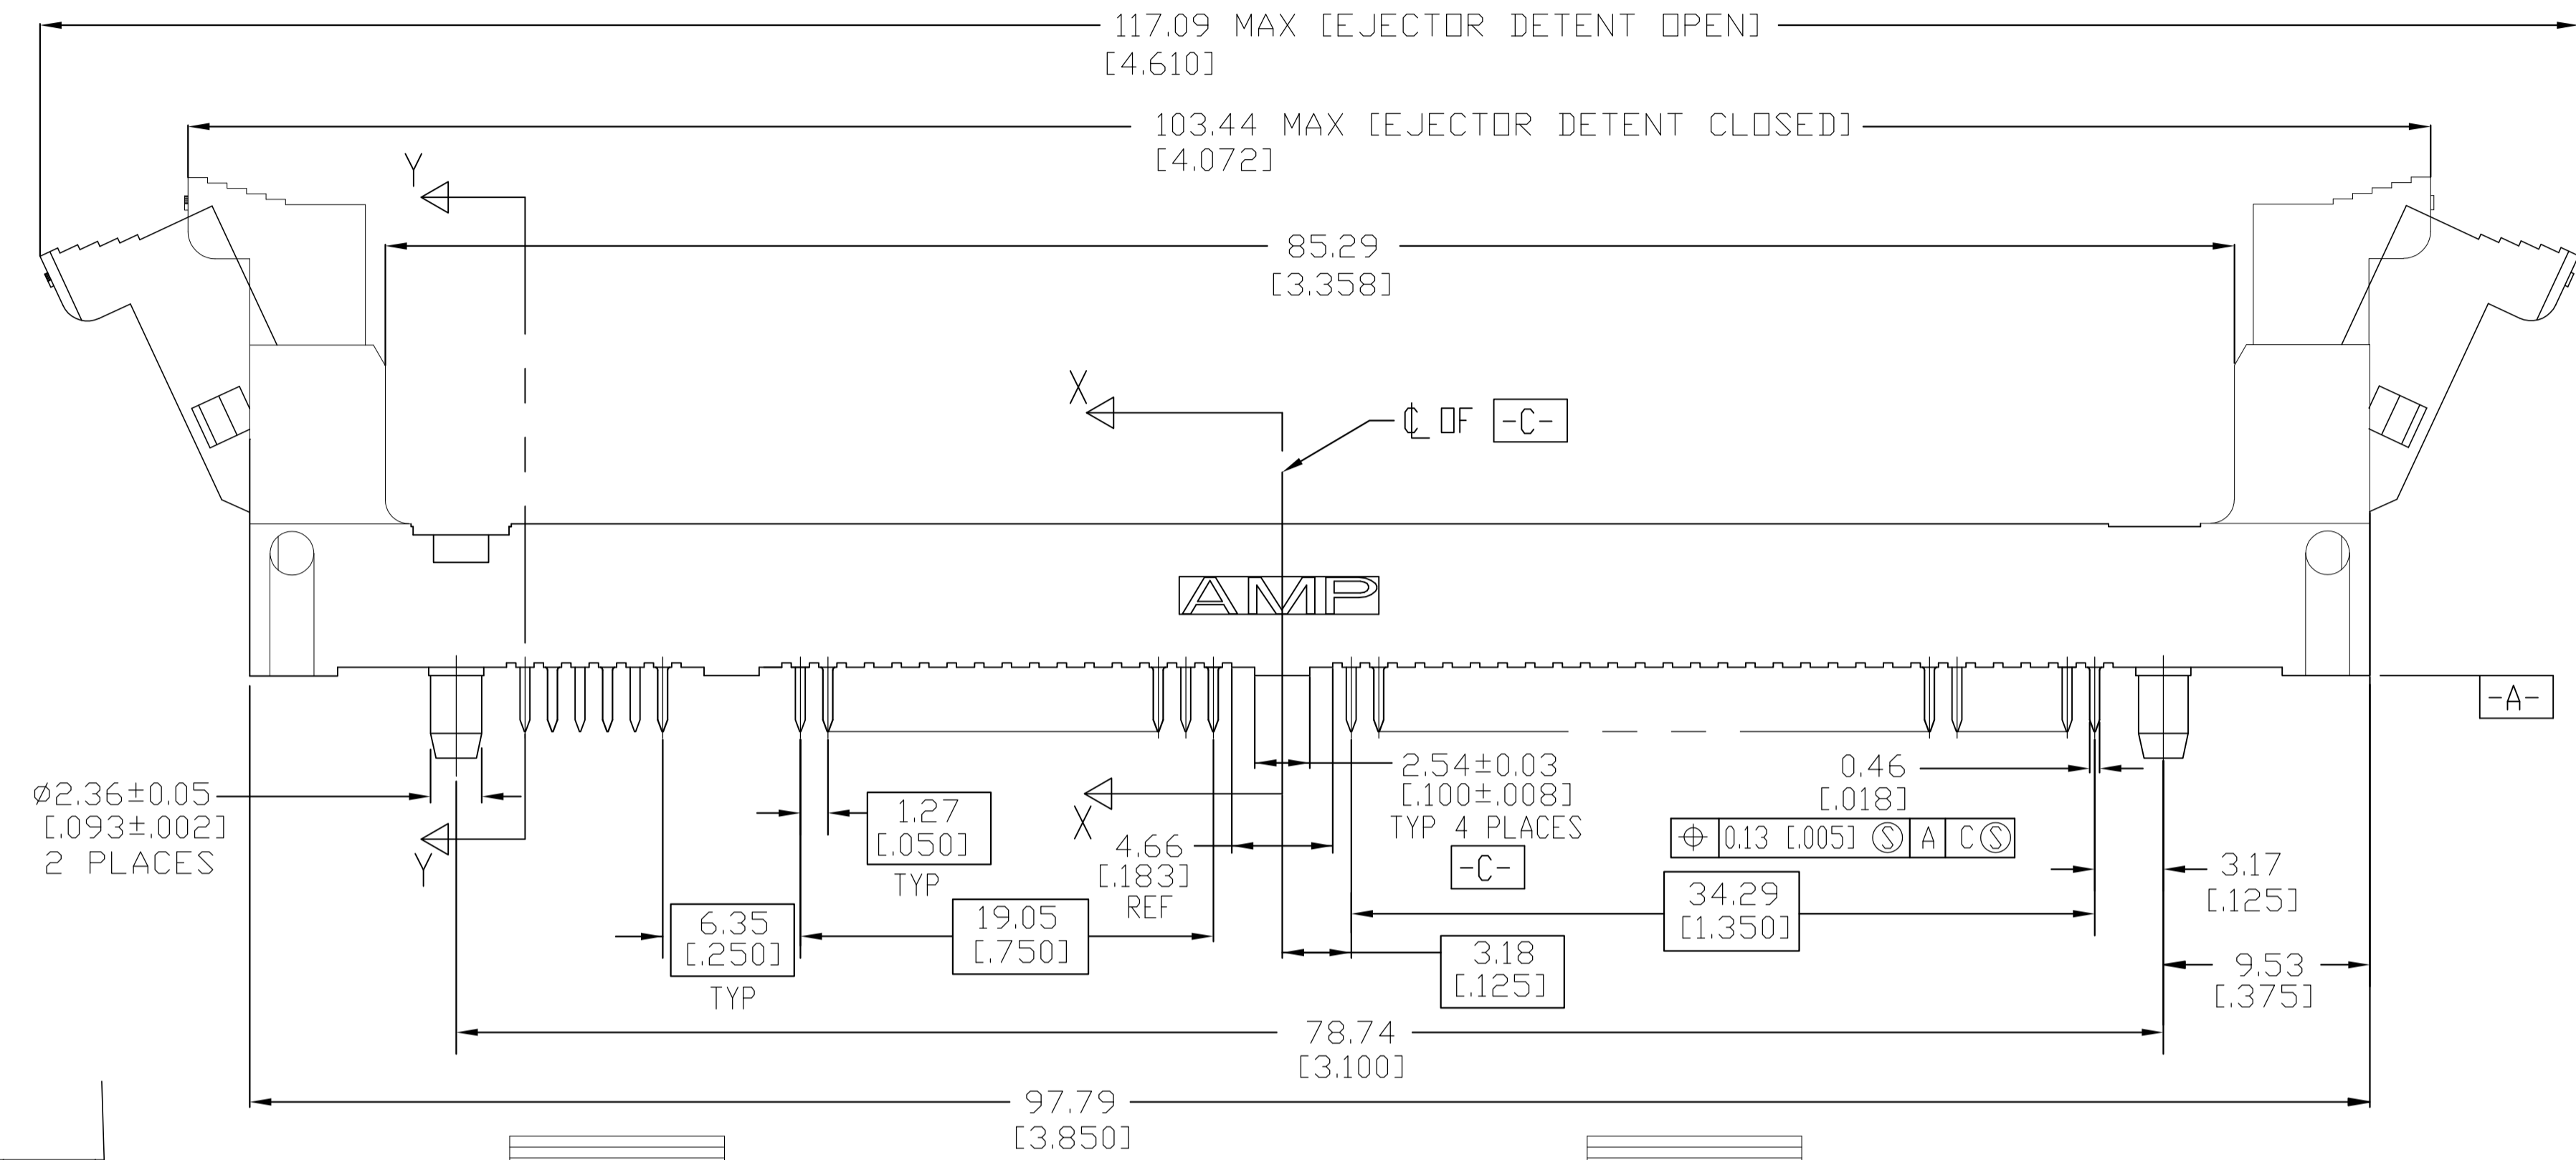 117.09 MAX [EJECTOR DETENT OPEN]
[4.610]
103.44 MAX [EJECTOR DETENT CLOSED]
[4.072]
Y
85.29
[3.358]
X
℄ OF -C-
AMP
-A-
2.54±0.03
[.100±.008]
TYP 4 PLACES
-C-
0.46
[.018]
⌖ 0.13 [.005] Ⓢ A C Ⓢ
Ø2.36±0.05
[.093±.002]
2 PLACES
Y
1.27
[.050]
TYP
X
4.66
[.183]
REF
3.17
[.125]
6.35
[.250]
TYP
19.05
[.750]
34.29
[1.350]
3.18
[.125]
9.53
[.375]
78.74
[3.100]
97.79
[3.850]